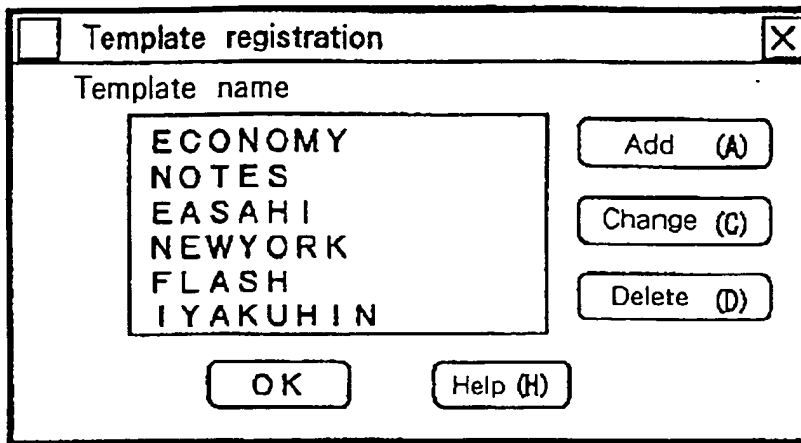 Template registration
Template name
ECONOMY
NOTES
EASAHI
NEWYORK
FLASH
IYAKUHIN
Add (A)
Change (C)
Delete (D)
OK
Help (H)